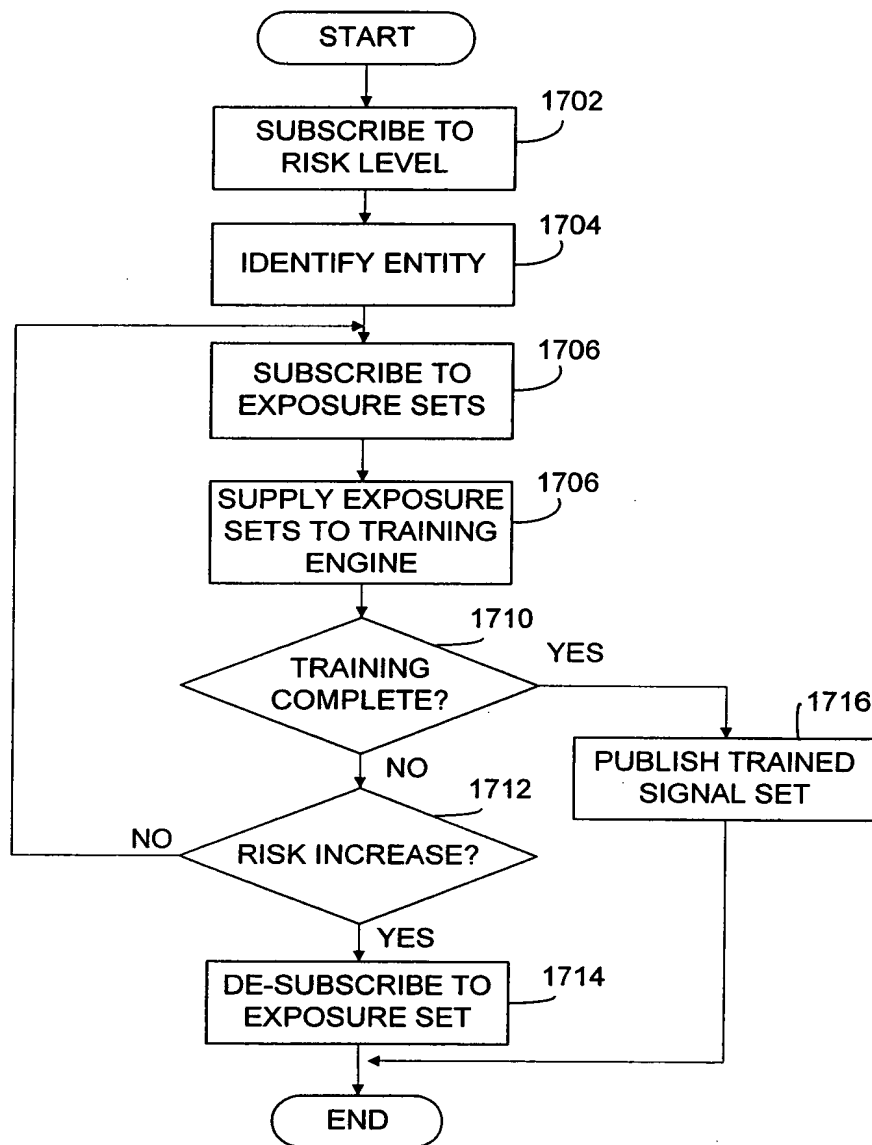 START
1702
SUBSCRIBE TO
RISK LEVEL
1704
IDENTIFY ENTITY
1706
SUBSCRIBE TO
EXPOSURE SETS
1706
SUPPLY EXPOSURE
SETS TO TRAINING
ENGINE
1710
TRAINING
COMPLETE?
YES
1716
PUBLISH TRAINED
SIGNAL SET
NO
1712
NO
RISK INCREASE?
YES
1714
DE-SUBSCRIBE TO
EXPOSURE SET
END